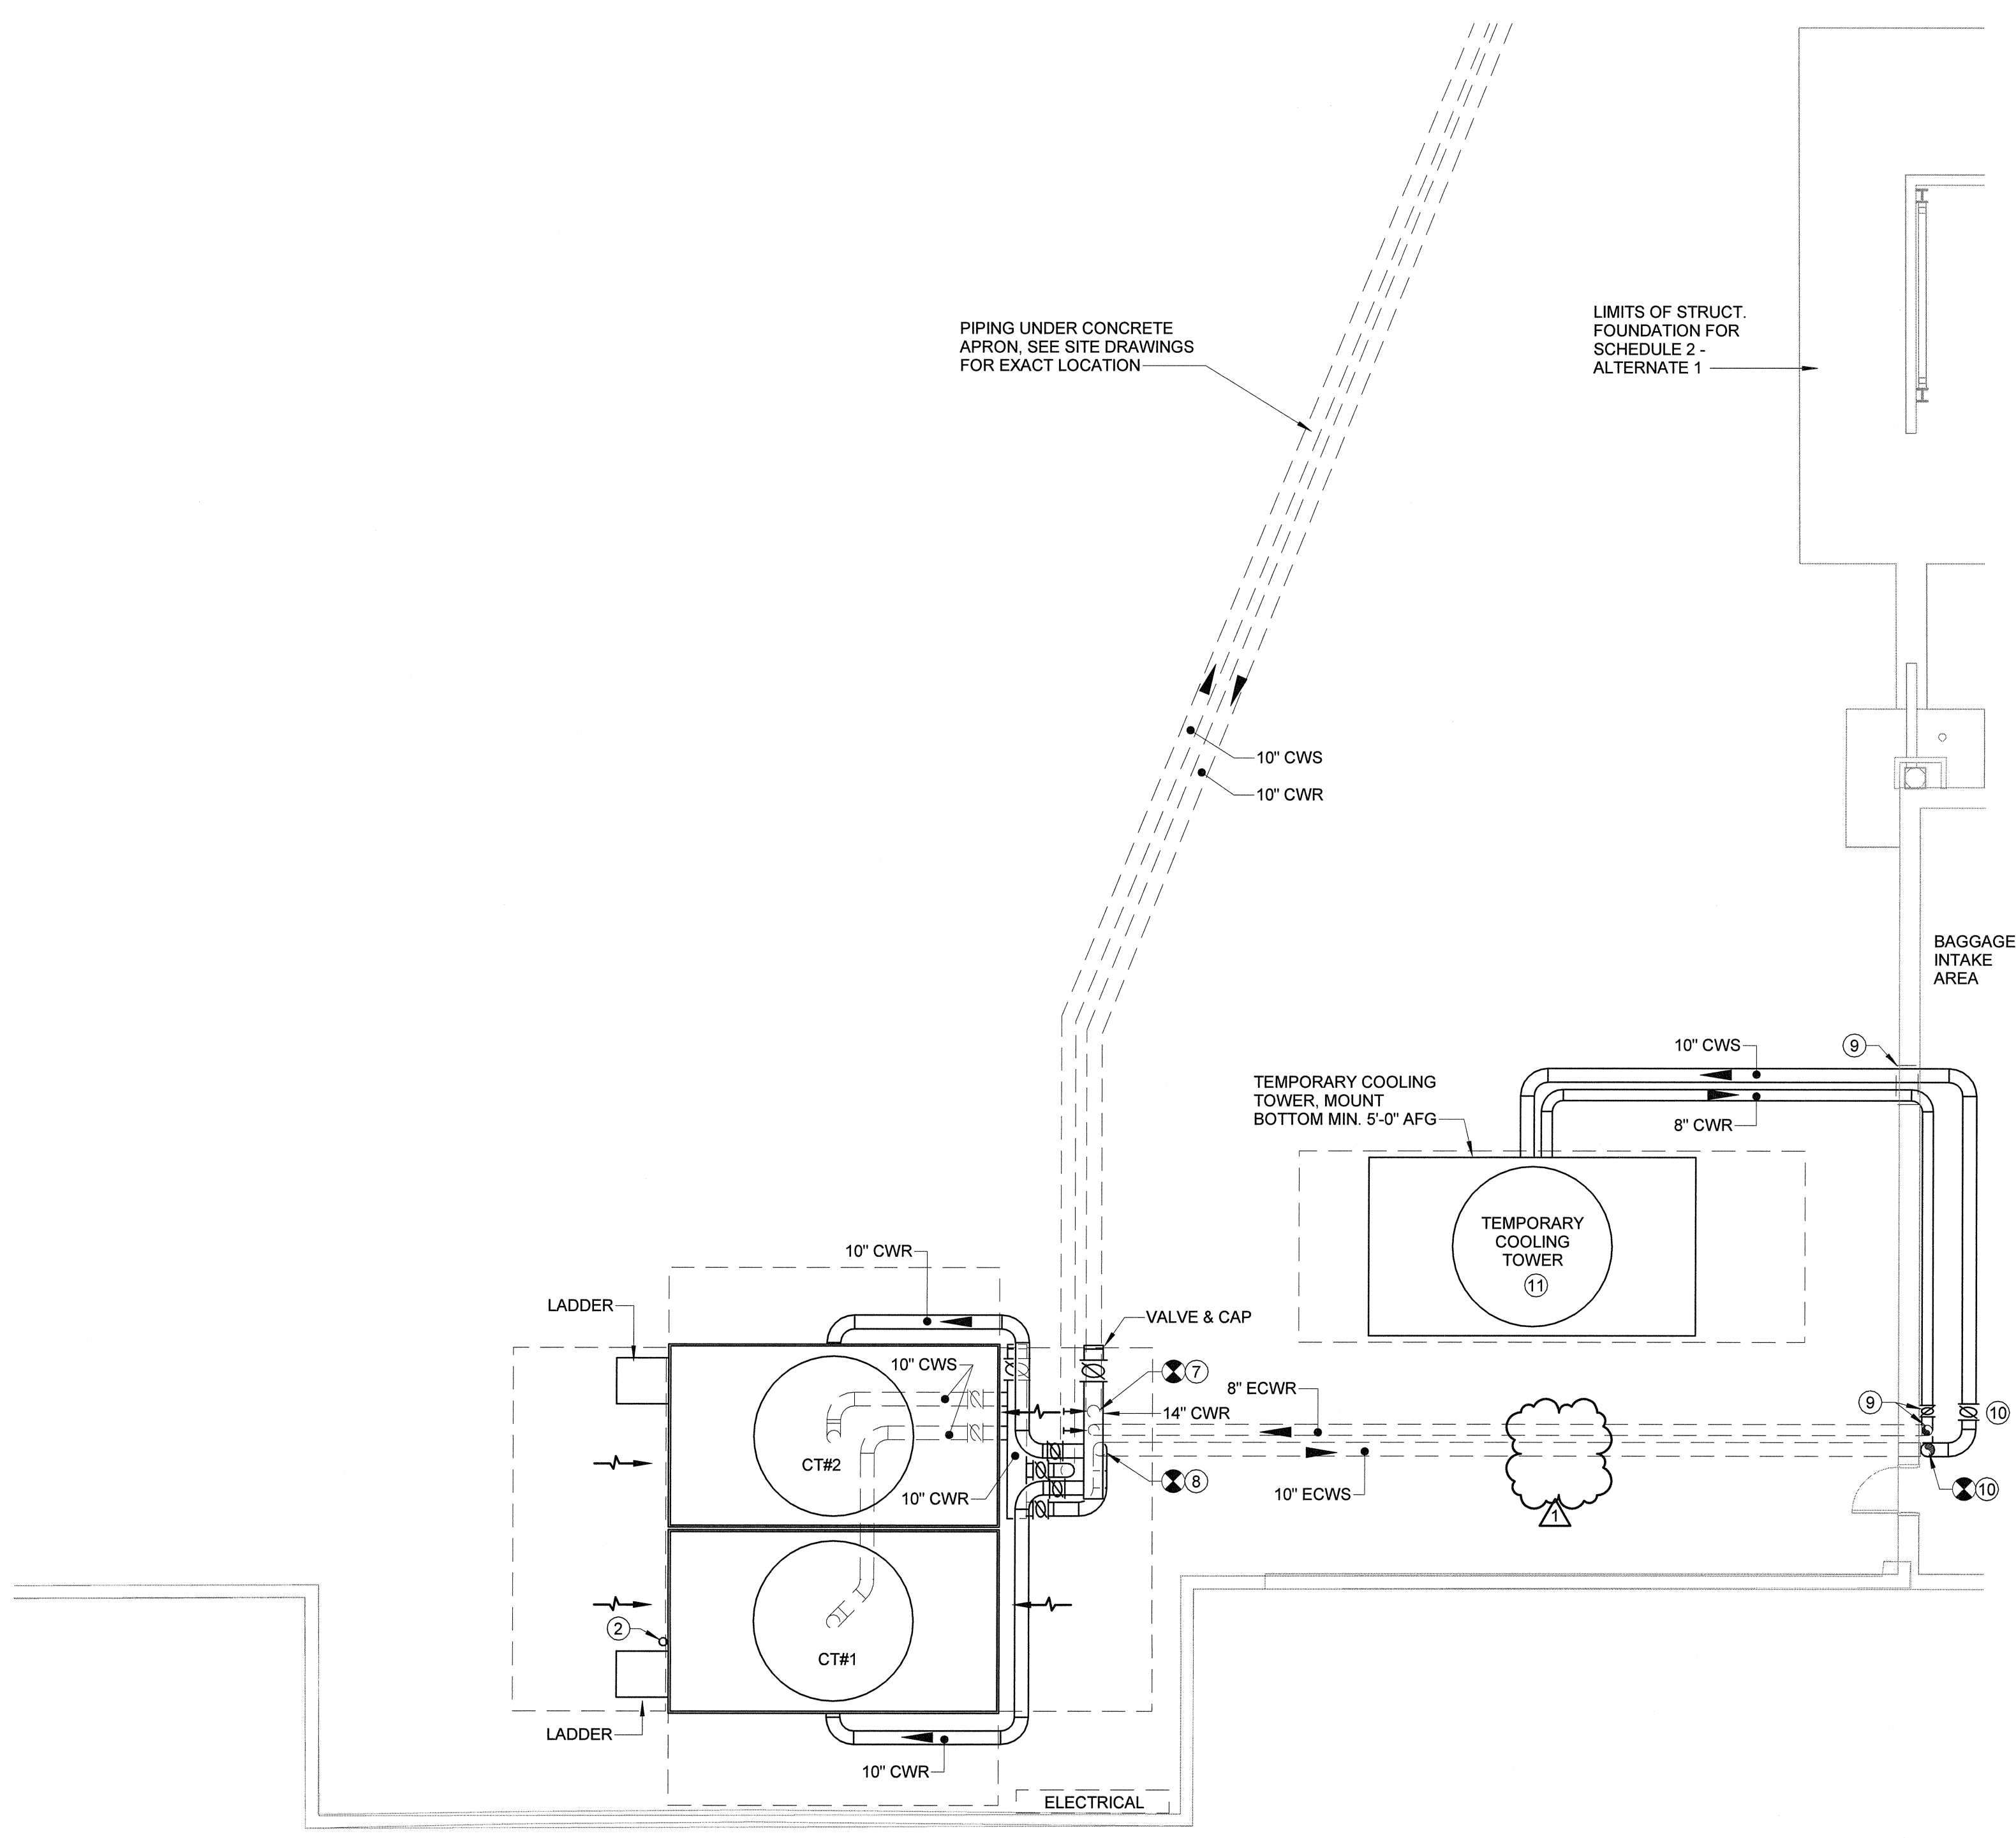 PIPING UNDER CONCRETE
APRON, SEE SITE DRAWINGS
FOR EXACT LOCATION
LIMITS OF STRUCT.
FOUNDATION FOR
SCHEDULE 2 -
ALTERNATE 1
10" CWS
10" CWR
BAGGAGE
INTAKE
AREA
10" CWS
9
8" CWR
TEMPORARY COOLING
TOWER, MOUNT
BOTTOM MIN. 5'-0" AFG
TEMPORARY
COOLING
TOWER
11
10" CWR
LADDER
VALVE & CAP
10" CWS
7
8" ECWR
14" CWR
9
10
CT#2
10" CWR
8
10" ECWS
10
1
2
CT#1
LADDER
10" CWR
ELECTRICAL